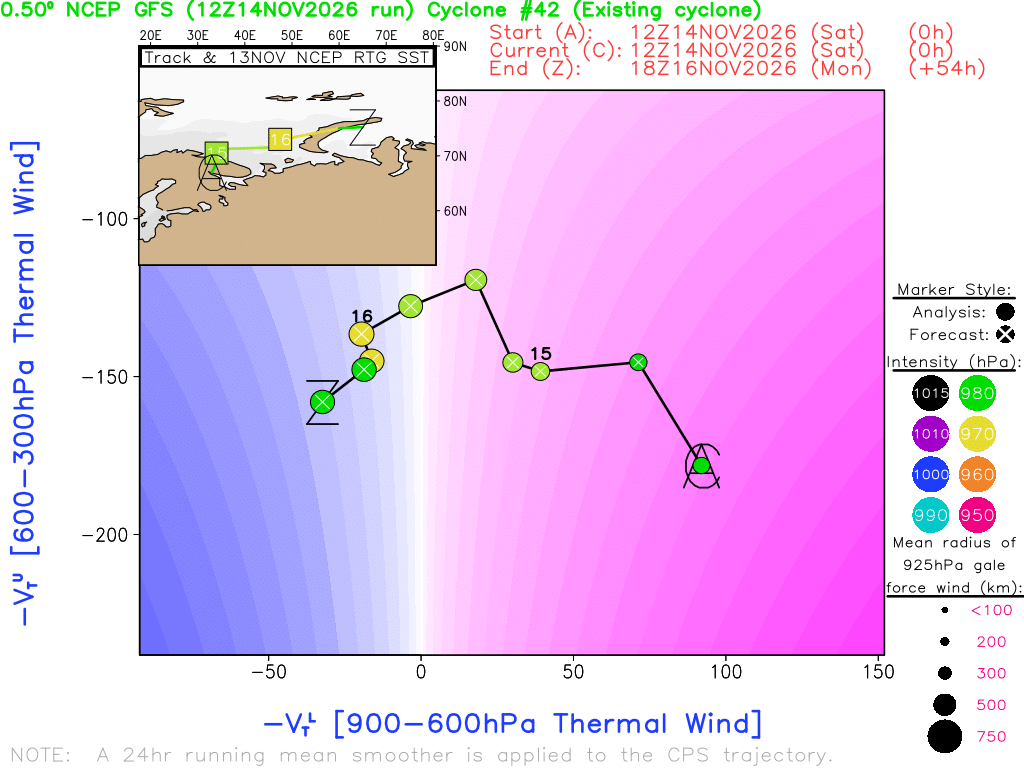 0.50° NCEP GFS (12Z14NOV2026 run) Cyclone #42 (Existing cyclone)
Start (A): 12Z14NOV2026 (Sat) (0h)
Current (C): 12Z14NOV2026 (Sat) (0h)
End (Z): 18Z16NOV2026 (Mon) (+54h)
20E 30E 40E 50E 60E 70E 80E
90N
Track & 13NOV NCEP RTG SST
80N
70N
60N
15
16
A
Z
−100
−150
−200
16
15
Z
A
−50 0 50 100 150
−V_T^U [600−300hPa Thermal Wind]
−V_T^L [900−600hPa Thermal Wind]
Marker Style:
Analysis:
Forecast:
Intensity (hPa):
1015 980
1010 970
1000 960
990 950
Mean radius of
925hPa gale
force wind (km):
<100
200
300
500
750
NOTE: A 24hr running mean smoother is applied to the CPS trajectory.